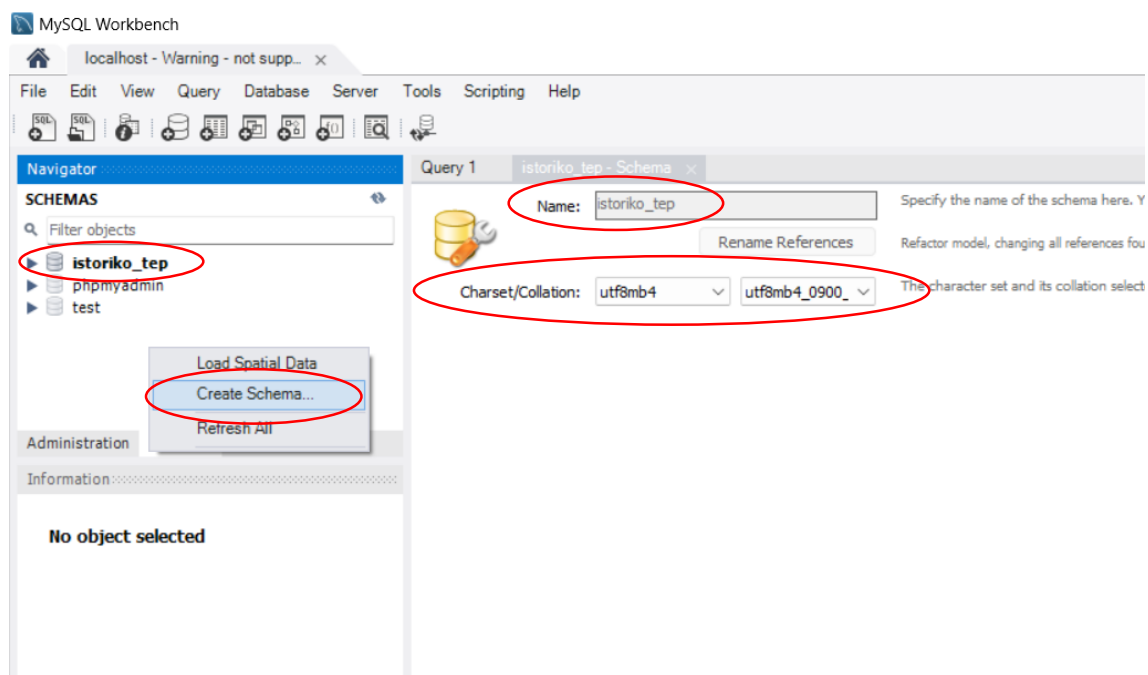 MySQL Workbench
localhost - Warning - not supp...
File Edit View Query Database Server Tools Scripting Help
SQL SQL
Navigator
SCHEMAS
Filter objects
istoriko_tep
phpmyadmin
test
Load Spatial Data
Create Schema...
Refresh All
Administration
Information
No object selected
Query 1 istoriko_tep - Schema
Name: istoriko_tep
Specify the name of the schema here. Y
Rename References
Refactor model, changing all references fou
Charset/Collation: utf8mb4 utf8mb4_0900_
The character set and its collation select